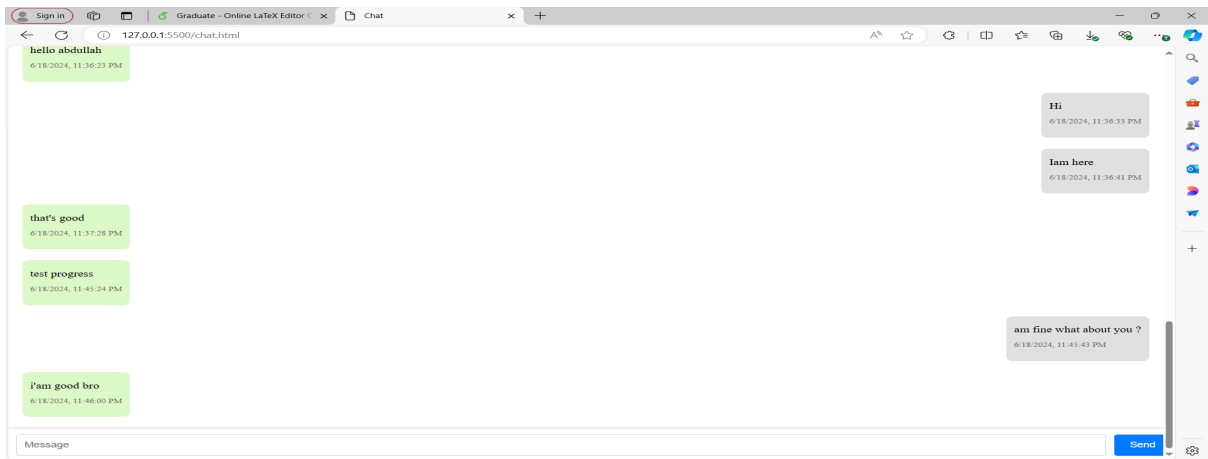 Sign in
Graduate - Online LaTeX Editor
Chat
127.0.0.1:5500/chat.html
hello abdullah
6/18/2024, 11:36:23 PM
Hi
6/18/2024, 11:36:33 PM
Iam here
6/18/2024, 11:36:41 PM
that's good
6/18/2024, 11:37:28 PM
test progress
6/18/2024, 11:45:24 PM
am fine what about you ?
6/18/2024, 11:45:43 PM
i'am good bro
6/18/2024, 11:46:00 PM
Message
Send